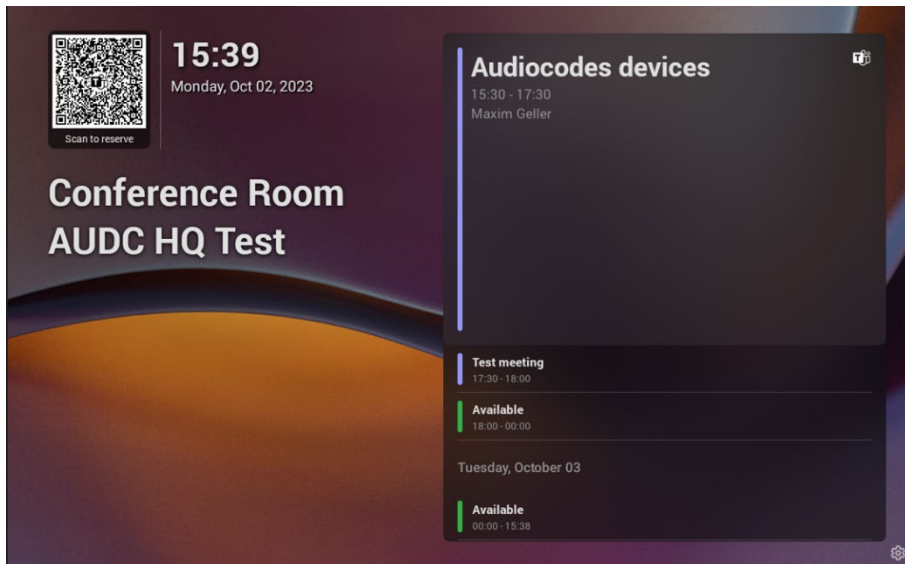 15:39
Monday, Oct 02, 2023
Scan to reserve
Conference Room
AUDC HQ Test
Audiocodes devices
15:30 - 17:30
Maxim Geller
Test meeting
17:30 - 18:00
Available
18:00 - 00:00
Tuesday, October 03
Available
00:00 - 15:38